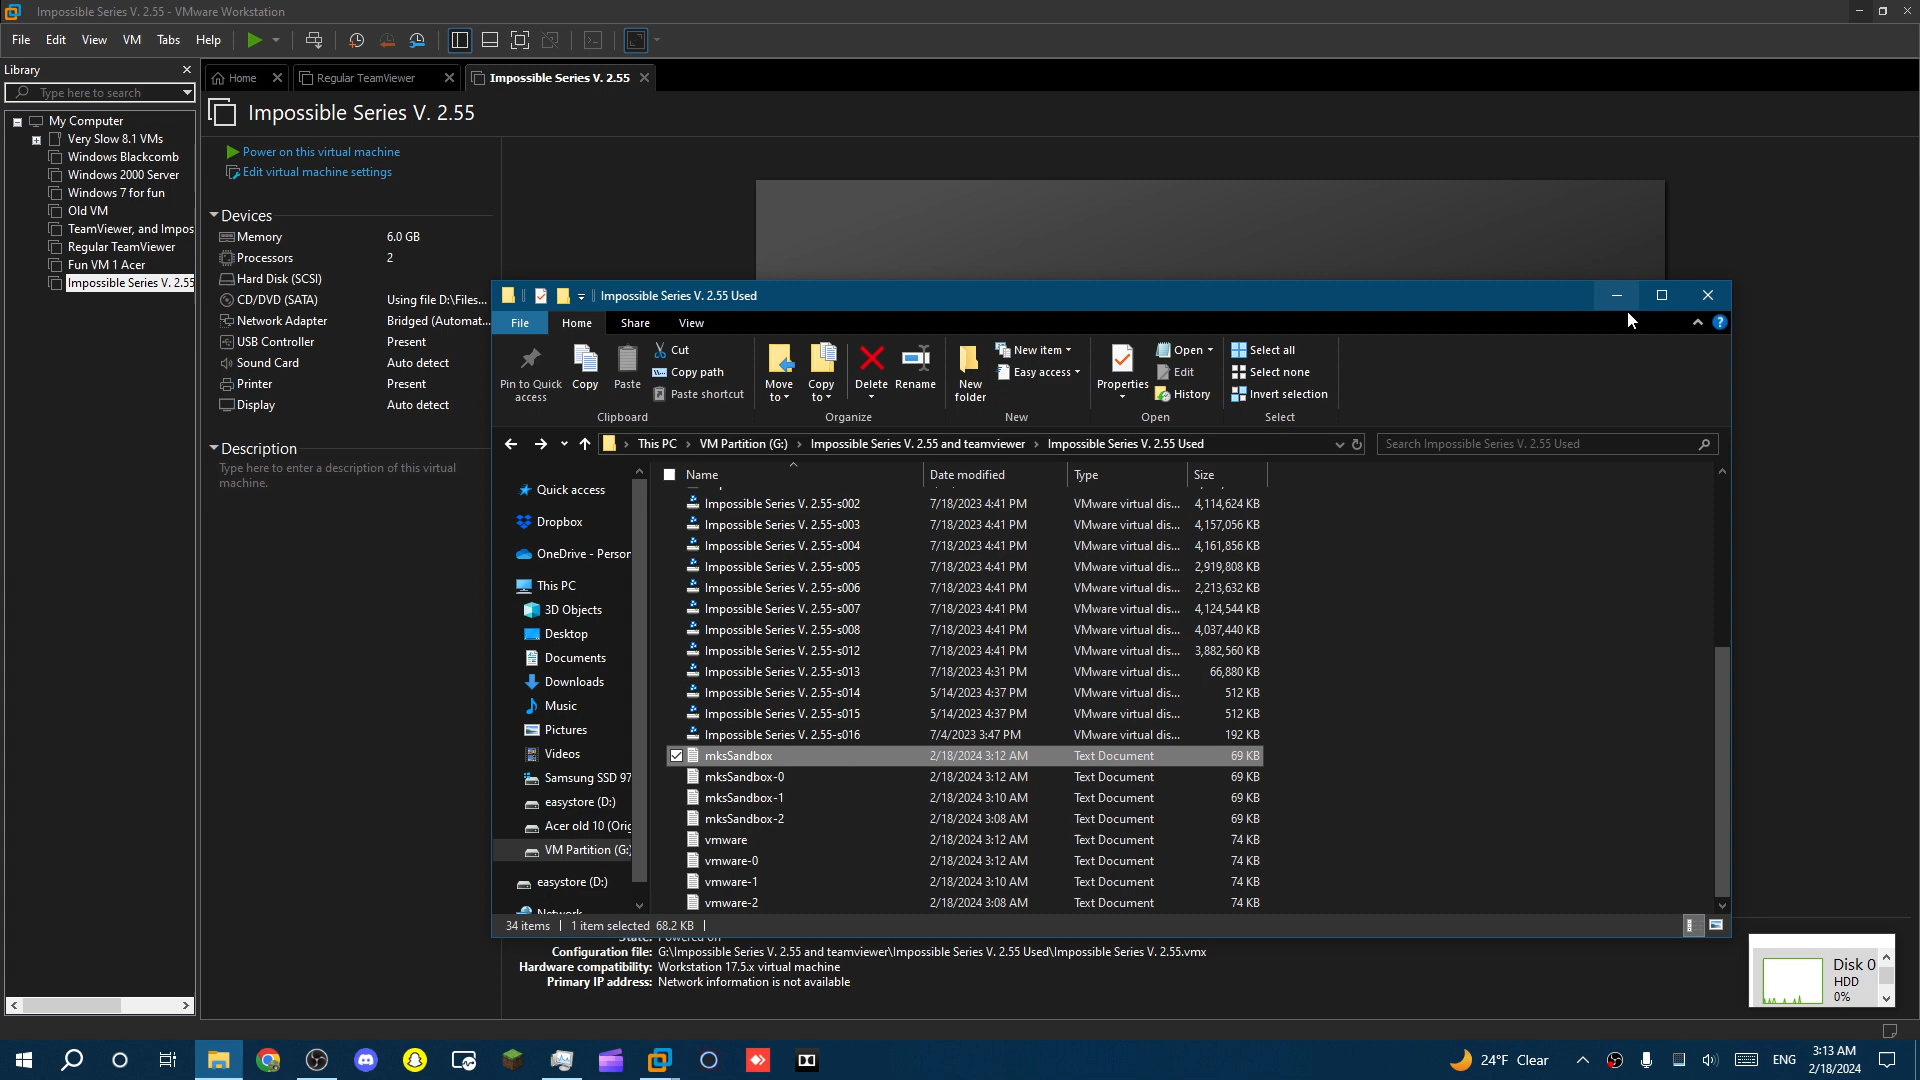 Impossible Series V. 2.55 - VMware Workstation
File Edit View VM Tabs Help
Library
Type here to search
My Computer
Very Slow 8.1 VMs
Windows Blackcomb
Windows 2000 Server
Windows 7 for fun
Old VM
TeamViewer, and Impos
Regular TeamViewer
Fun VM 1 Acer
Impossible Series V. 2.55
Home
Regular TeamViewer
Impossible Series V. 2.55
Impossible Series V. 2.55
Power on this virtual machine
Edit virtual machine settings
Devices
Memory 6.0 GB
Processors 2
Hard Disk (SCSI)
CD/DVD (SATA) Using file D:\Files...
Network Adapter Bridged (Automat...
USB Controller Present
Sound Card Auto detect
Printer Present
Display Auto detect
Description
Type here to enter a description of this virtual
machine.
Impossible Series V. 2.55 Used
File Home Share View
Pin to Quick access
Copy
Paste
Cut
Copy path
Paste shortcut
Clipboard
Move to
Copy to
Delete
Rename
Organize
New folder
New item
Easy access
New
Properties
Open
Edit
History
Open
Select all
Select none
Invert selection
Select
This PC > VM Partition (G:) > Impossible Series V. 2.55 and teamviewer > Impossible Series V. 2.55 Used
Search Impossible Series V. 2.55 Used
Quick access
Dropbox
OneDrive - Person
This PC
3D Objects
Desktop
Documents
Downloads
Music
Pictures
Videos
Samsung SSD 97
easystore (D:)
Acer old 10 (Orig
VM Partition (G:)
easystore (D:)
Network
Name Date modified Type Size
Impossible Series V. 2.55-s002 7/18/2023 4:41 PM VMware virtual dis... 4,114,624 KB
Impossible Series V. 2.55-s003 7/18/2023 4:41 PM VMware virtual dis... 4,157,056 KB
Impossible Series V. 2.55-s004 7/18/2023 4:41 PM VMware virtual dis... 4,161,856 KB
Impossible Series V. 2.55-s005 7/18/2023 4:41 PM VMware virtual dis... 2,919,808 KB
Impossible Series V. 2.55-s006 7/18/2023 4:41 PM VMware virtual dis... 2,213,632 KB
Impossible Series V. 2.55-s007 7/18/2023 4:41 PM VMware virtual dis... 4,124,544 KB
Impossible Series V. 2.55-s008 7/18/2023 4:41 PM VMware virtual dis... 4,037,440 KB
Impossible Series V. 2.55-s012 7/18/2023 4:41 PM VMware virtual dis... 3,882,560 KB
Impossible Series V. 2.55-s013 7/18/2023 4:31 PM VMware virtual dis... 66,880 KB
Impossible Series V. 2.55-s014 5/14/2023 4:37 PM VMware virtual dis... 512 KB
Impossible Series V. 2.55-s015 5/14/2023 4:37 PM VMware virtual dis... 512 KB
Impossible Series V. 2.55-s016 7/4/2023 3:47 PM VMware virtual dis... 192 KB
mksSandbox 2/18/2024 3:12 AM Text Document 69 KB
mksSandbox-0 2/18/2024 3:12 AM Text Document 69 KB
mksSandbox-1 2/18/2024 3:10 AM Text Document 69 KB
mksSandbox-2 2/18/2024 3:08 AM Text Document 69 KB
vmware 2/18/2024 3:12 AM Text Document 74 KB
vmware-0 2/18/2024 3:12 AM Text Document 74 KB
vmware-1 2/18/2024 3:10 AM Text Document 74 KB
vmware-2 2/18/2024 3:08 AM Text Document 74 KB
34 items 1 item selected 68.2 KB
State: Powered off
Configuration file: G:\Impossible Series V. 2.55 and teamviewer\Impossible Series V. 2.55 Used\Impossible Series V. 2.55.vmx
Hardware compatibility: Workstation 17.5.x virtual machine
Primary IP address: Network information is not available
Disk 0
HDD
0%
24°F Clear
ENG
3:13 AM
2/18/2024